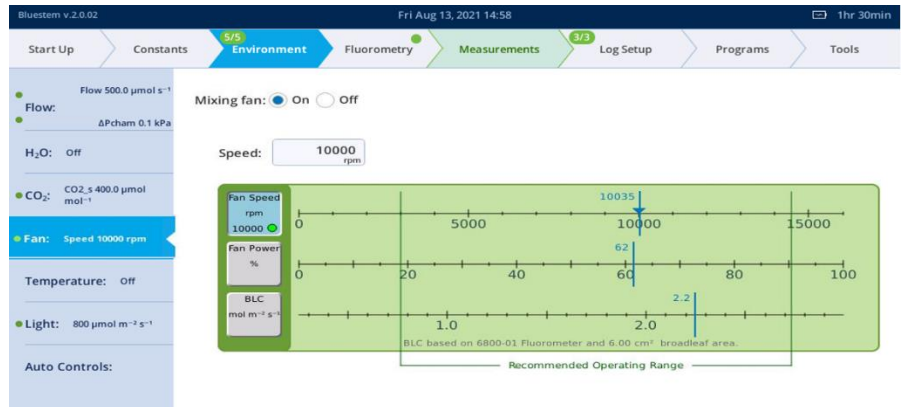 Bluestem v.2.0.02 Fri Aug 13, 2021 14:58 1hr 30min
Start Up Constants 5/5 Environment Fluorometry Measurements 3/3 Log Setup Programs Tools
Flow: Flow 500.0 µmol s⁻¹
ΔPcham 0.1 kPa
H₂O: Off
CO₂: CO2_s 400.0 µmol
mol⁻¹
Fan: Speed 10000 rpm
Temperature: Off
Light: 800 µmol m⁻² s⁻¹
Auto Controls:
Mixing fan: On Off
Speed: 10000
rpm
Fan Speed
rpm
10000
10035
0 5000 10000 15000
Fan Power
%
62
0 20 40 60 80 100
BLC
mol m⁻² s⁻¹
2.2
1.0 2.0
BLC based on 6800-01 Fluorometer and 6.00 cm² broadleaf area.
Recommended Operating Range